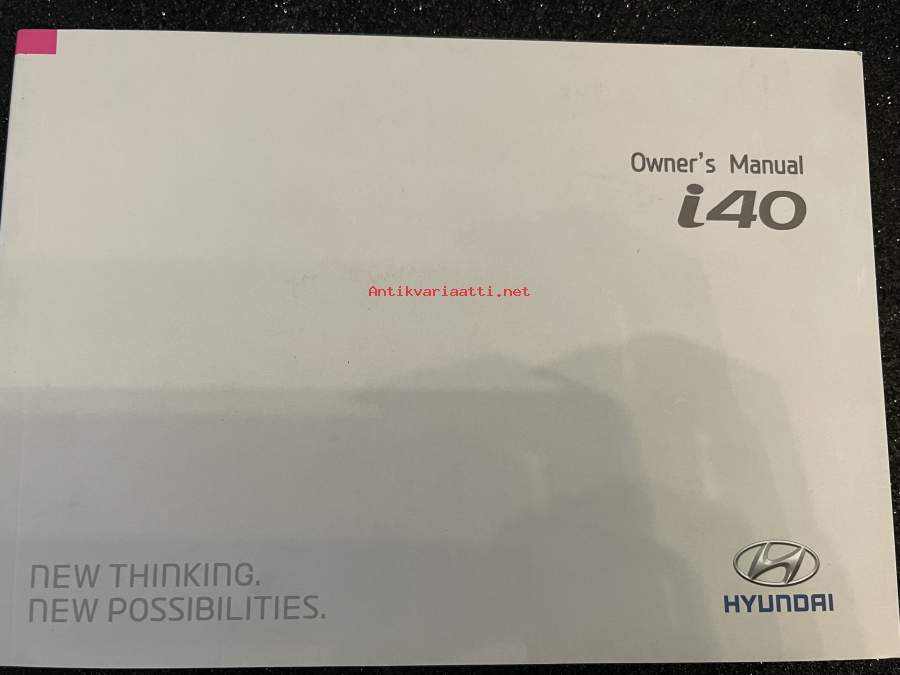 Owner's Manual
i40
Antikvariaatti.net
NEW THINKING.
NEW POSSIBILITIES.
HYUNDAI